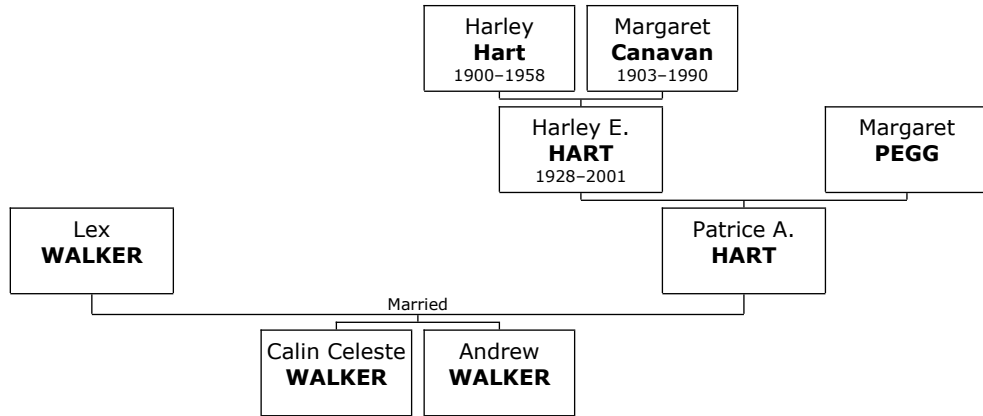 Harley
Hart
1900–1958
Margaret
Canavan
1903–1990
Harley E.
HART
1928–2001
Margaret
PEGG
Lex
WALKER
Patrice A.
HART
Married
Calin Celeste
WALKER
Andrew
WALKER